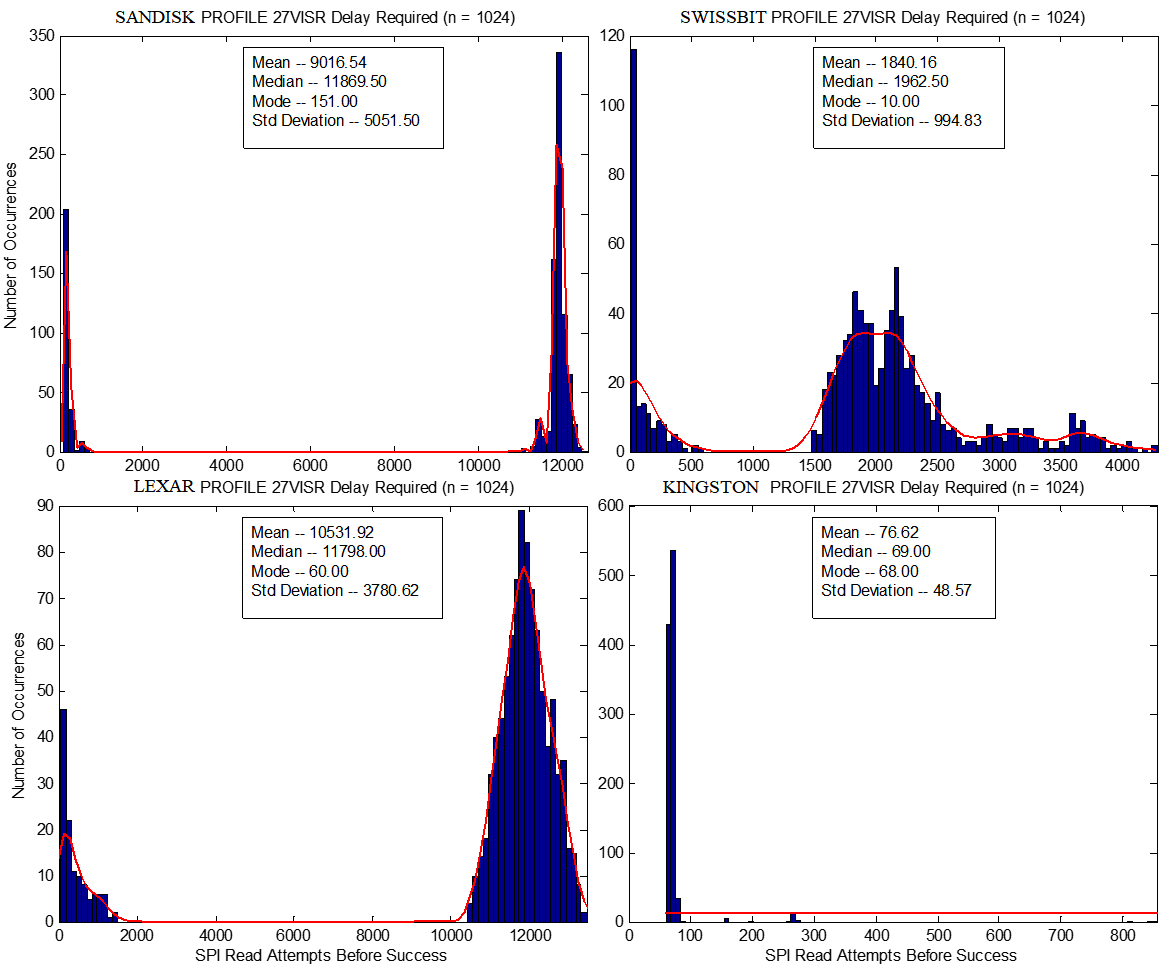 SANDISK PROFILE 27VISR Delay Required (n = 1024)
350
300
250
200
150
100
50
0
Number of Occurrences
Mean -- 9016.54
Median -- 11869.50
Mode -- 151.00
Std Deviation -- 5051.50
0 2000 4000 6000 8000 10000 12000
SWISSBIT PROFILE 27VISR Delay Required (n = 1024)
120
100
80
60
40
20
0
Mean -- 1840.16
Median -- 1962.50
Mode -- 10.00
Std Deviation -- 994.83
0 500 1000 1500 2000 2500 3000 3500 4000
LEXAR PROFILE 27VISR Delay Required (n = 1024)
90
80
70
60
50
40
30
20
10
0
Number of Occurrences
Mean -- 10531.92
Median -- 11798.00
Mode -- 60.00
Std Deviation -- 3780.62
0 2000 4000 6000 8000 10000 12000
SPI Read Attempts Before Success
KINGSTON PROFILE 27VISR Delay Required (n = 1024)
600
500
400
300
200
100
0
Mean -- 76.62
Median -- 69.00
Mode -- 68.00
Std Deviation -- 48.57
0 100 200 300 400 500 600 700 800
SPI Read Attempts Before Success